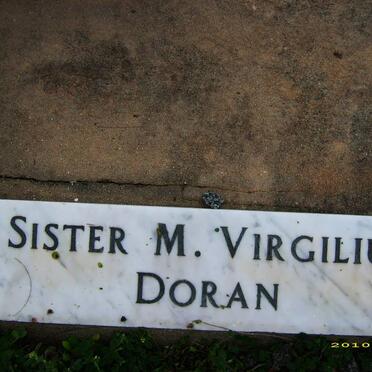 SISTER M. VIRGILIU
DORAN
2010